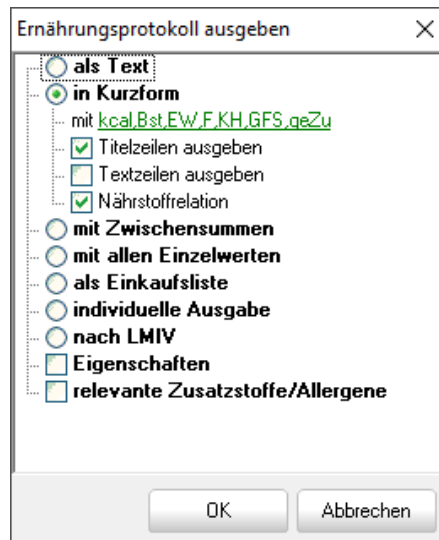 Ernährungsprotokoll ausgeben
als Text
in Kurzform
mit kcal,Bst,EW,F,KH,GFS,geZu
Titelzeilen ausgeben
Textzeilen ausgeben
Nährstoffrelation
mit Zwischensummen
mit allen Einzelwerten
als Einkaufsliste
individuelle Ausgabe
nach LMIV
Eigenschaften
relevante Zusatzstoffe/Allergene
OK Abbrechen